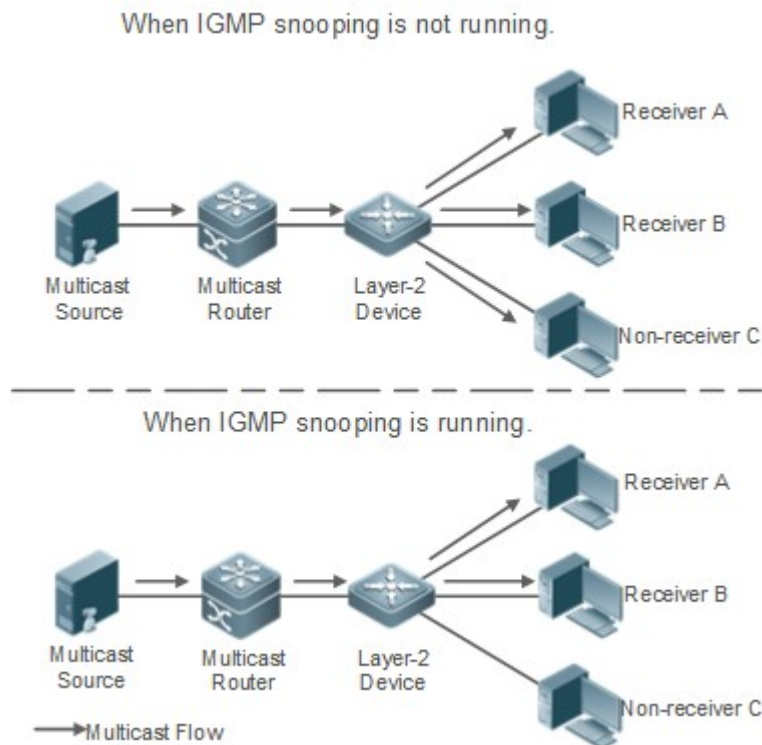 When IGMP snooping is not running.
Receiver A
Receiver B
Multicast
Source
Multicast
Router
Layer-2
Device
Non-receiver C
When IGMP snooping is running.
Receiver A
Receiver B
Multicast
Source
Multicast
Router
Layer-2
Device
Non-receiver C
Multicast Flow